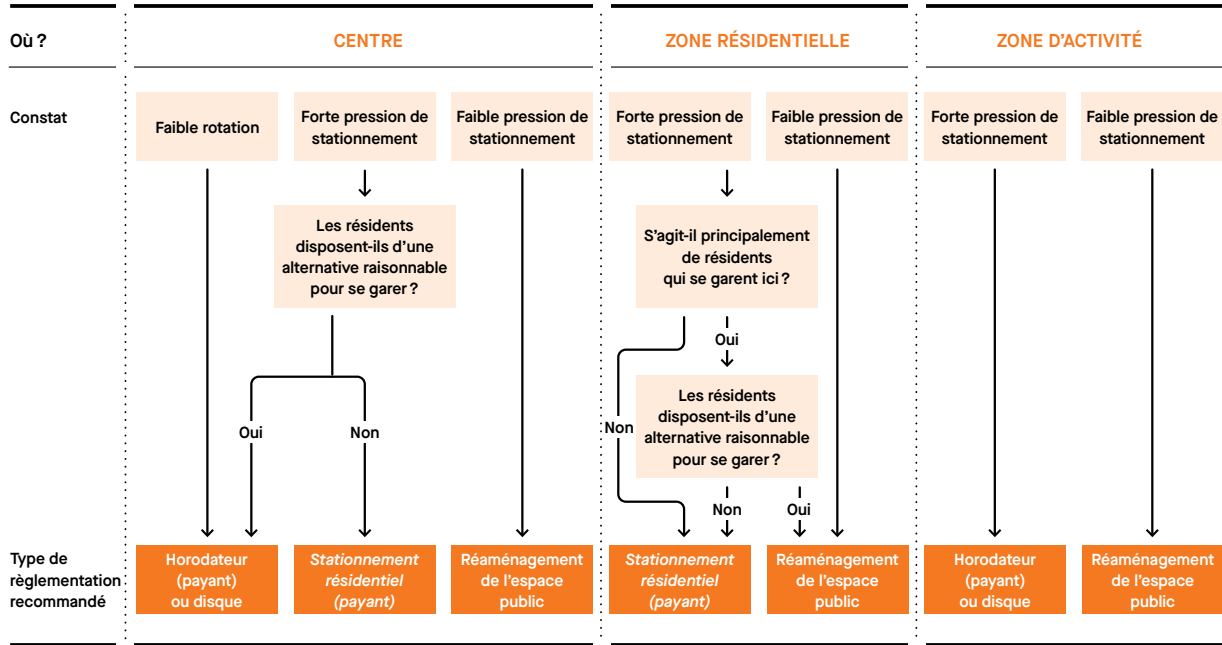 Où ?
CENTRE
ZONE RÉSIDENTIELLE
ZONE D'ACTIVITÉ
Constat
Faible rotation
Forte pression de
stationnement
Faible pression de
stationnement
Forte pression de
stationnement
Faible pression de
stationnement
Forte pression de
stationnement
Faible pression de
stationnement
Les résidents
disposent-ils d'une
alternative raisonnable
pour se garer ?
S'agit-il principalement
de résidents
qui se garent ici ?
Oui
Les résidents
disposent-ils d'une
alternative raisonnable
pour se garer ?
Oui
Non
Non
Non
Oui
Type de
règlementation
recommandé
Horodateur
(payant)
ou disque
Stationnement
résidentiel
(payant)
Réaménagement
de l'espace
public
Stationnement
résidentiel
(payant)
Réaménagement
de l'espace
public
Horodateur
(payant)
ou disque
Réaménagement
de l'espace
public